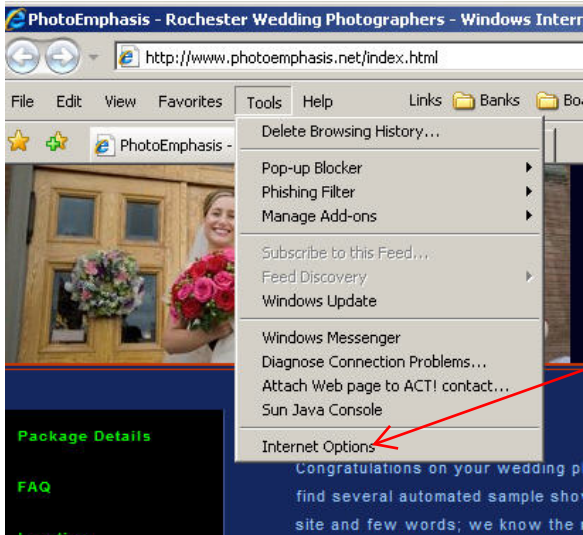 PhotoEmphasis - Rochester Wedding Photographers - Windows Intern
http://www.photoemphasis.net/index.html
File Edit View Favorites Tools Help Links Banks
PhotoEmphasis -
Delete Browsing History...
Pop-up Blocker
Phishing Filter
Manage Add-ons
Subscribe to this Feed...
Feed Discovery
Windows Update
Windows Messenger
Diagnose Connection Problems...
Attach Web page to ACT! contact...
Sun Java Console
Internet Options
Package Details
FAQ
Congratulations on your wedding
find several automated sample
site and few words; we know the